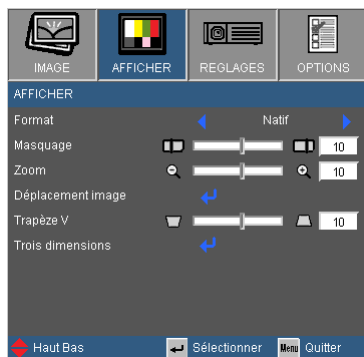 IMAGE AFFICHER REGLAGES OPTIONS
AFFICHER
Format Natif
Masquage 10
Zoom 10
Déplacement image
Trapèze V 10
Trois dimensions
Haut Bas Sélectionner Menu Quitter